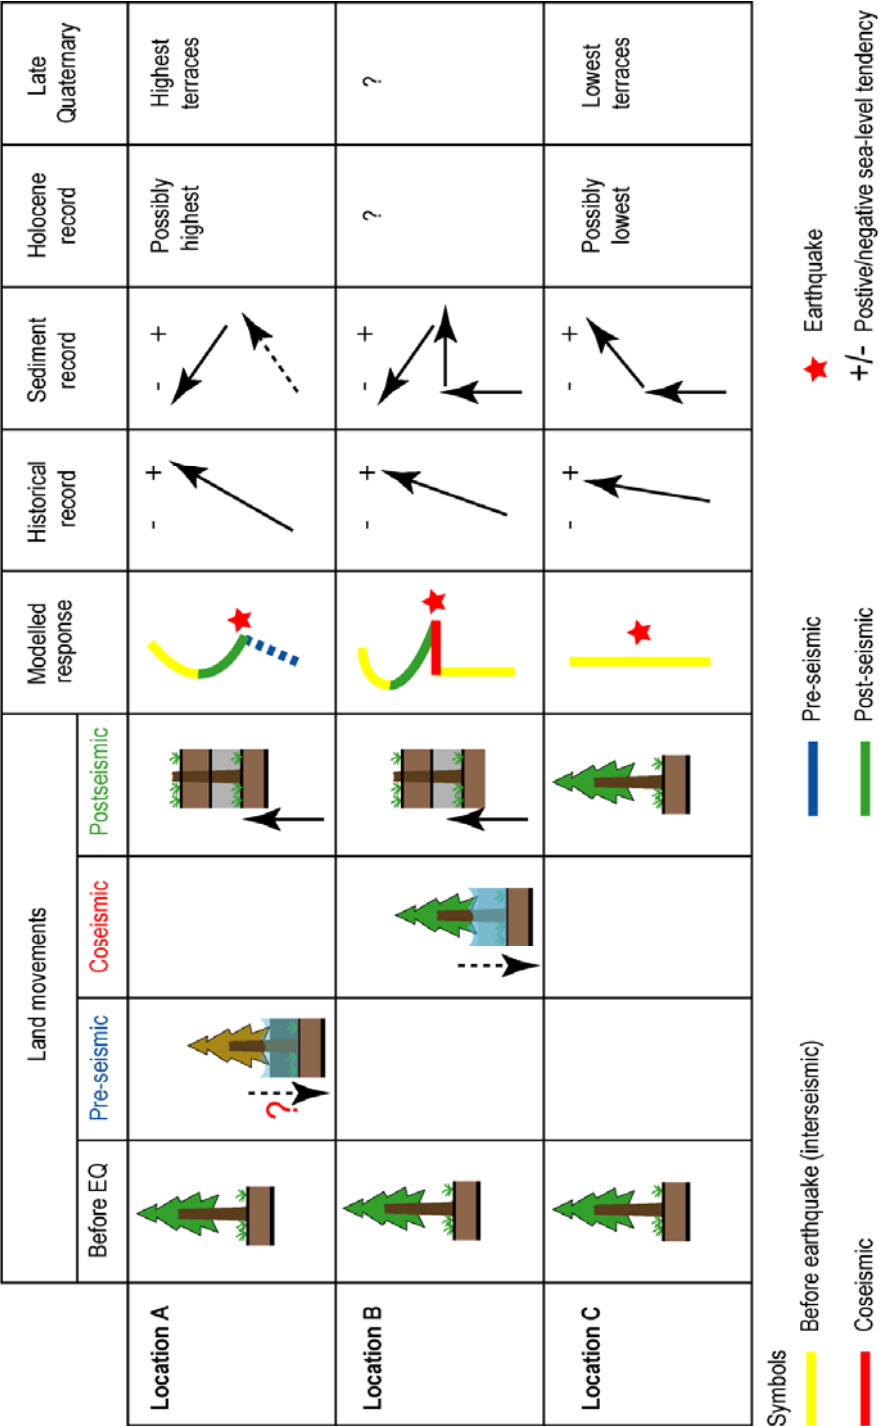 Land movements
Before EQ
Pre-seismic
Coseismic
Postseismic
Modelled
response
Historical
record
Sediment
record
Holocene
record
Late
Quaternary
Location A
?
- +
- +
Possibly
highest
Highest
terraces
Location B
- +
- +
?
?
Location C
- +
- +
Possibly
lowest
Lowest
terraces
Symbols
Before earthquake (interseismic)
Pre-seismic
Earthquake
Coseismic
Post-seismic
+/- Postive/negative sea-level tendency